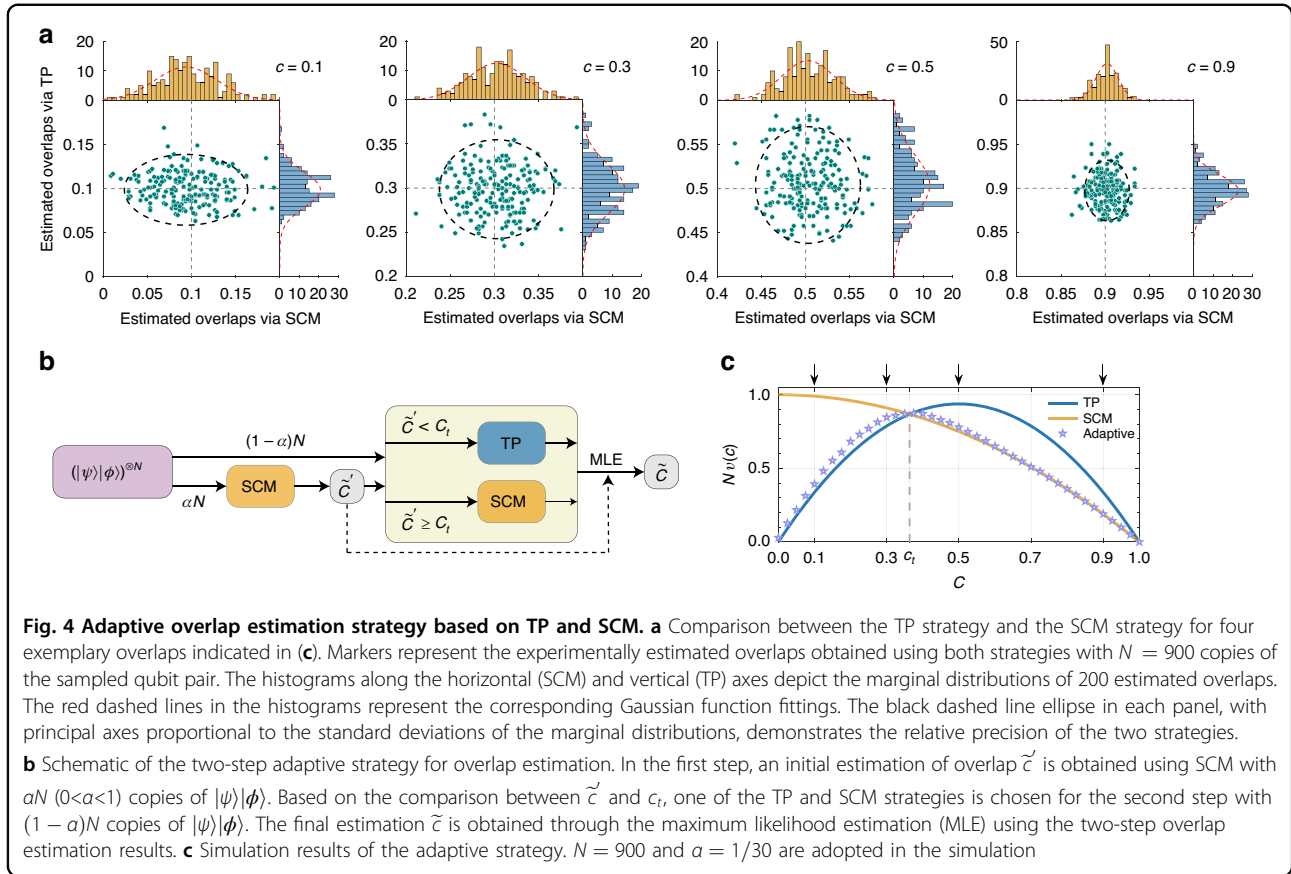 a
20
10
0
c = 0.1
20
10
0
c = 0.3
20
10
0
c = 0.5
50
0
c = 0.9
Estimated overlaps via TP
0.15
0.1
0.05
0
0 0.05 0.1 0.15 0 10 20 30
Estimated overlaps via SCM
0.35
0.3
0.25
0.2
0.2 0.25 0.3 0.35 0 20
Estimated overlaps via SCM
0.55
0.5
0.45
0.4
0.4 0.45 0.5 0.55 0 10 20
Estimated overlaps via SCM
0.95
0.9
0.85
0.8
0.8 0.85 0.9 0.95 0 10 20 30
Estimated overlaps via SCM
b
(|ψ⟩|ϕ⟩)⊗N
(1-α)N
αN
SCM
c̃′
c̃′ < Cₜ
TP
c̃′ ≥ Cₜ
SCM
MLE
c̃
c
N v(c)
1.0
0.5
0.0
TP
SCM
Adaptive
0.0 0.1 0.3 cₜ 0.5 0.7 0.9 1.0
C
Fig. 4 Adaptive overlap estimation strategy based on TP and SCM. a Comparison between the TP strategy and the SCM strategy for four
exemplary overlaps indicated in (c). Markers represent the experimentally estimated overlaps obtained using both strategies with N = 900 copies of
the sampled qubit pair. The histograms along the horizontal (SCM) and vertical (TP) axes depict the marginal distributions of 200 estimated overlaps.
The red dashed lines in the histograms represent the corresponding Gaussian function fittings. The black dashed line ellipse in each panel, with
principal axes proportional to the standard deviations of the marginal distributions, demonstrates the relative precision of the two strategies.
b Schematic of the two-step adaptive strategy for overlap estimation. In the first step, an initial estimation of overlap c̃′ is obtained using SCM with
αN (0<α<1) copies of |ψ⟩|ϕ⟩. Based on the comparison between c̃′ and cₜ, one of the TP and SCM strategies is chosen for the second step with
(1 − α)N copies of |ψ⟩|ϕ⟩. The final estimation c̃ is obtained through the maximum likelihood estimation (MLE) using the two-step overlap
estimation results. c Simulation results of the adaptive strategy. N = 900 and α = 1/30 are adopted in the simulation